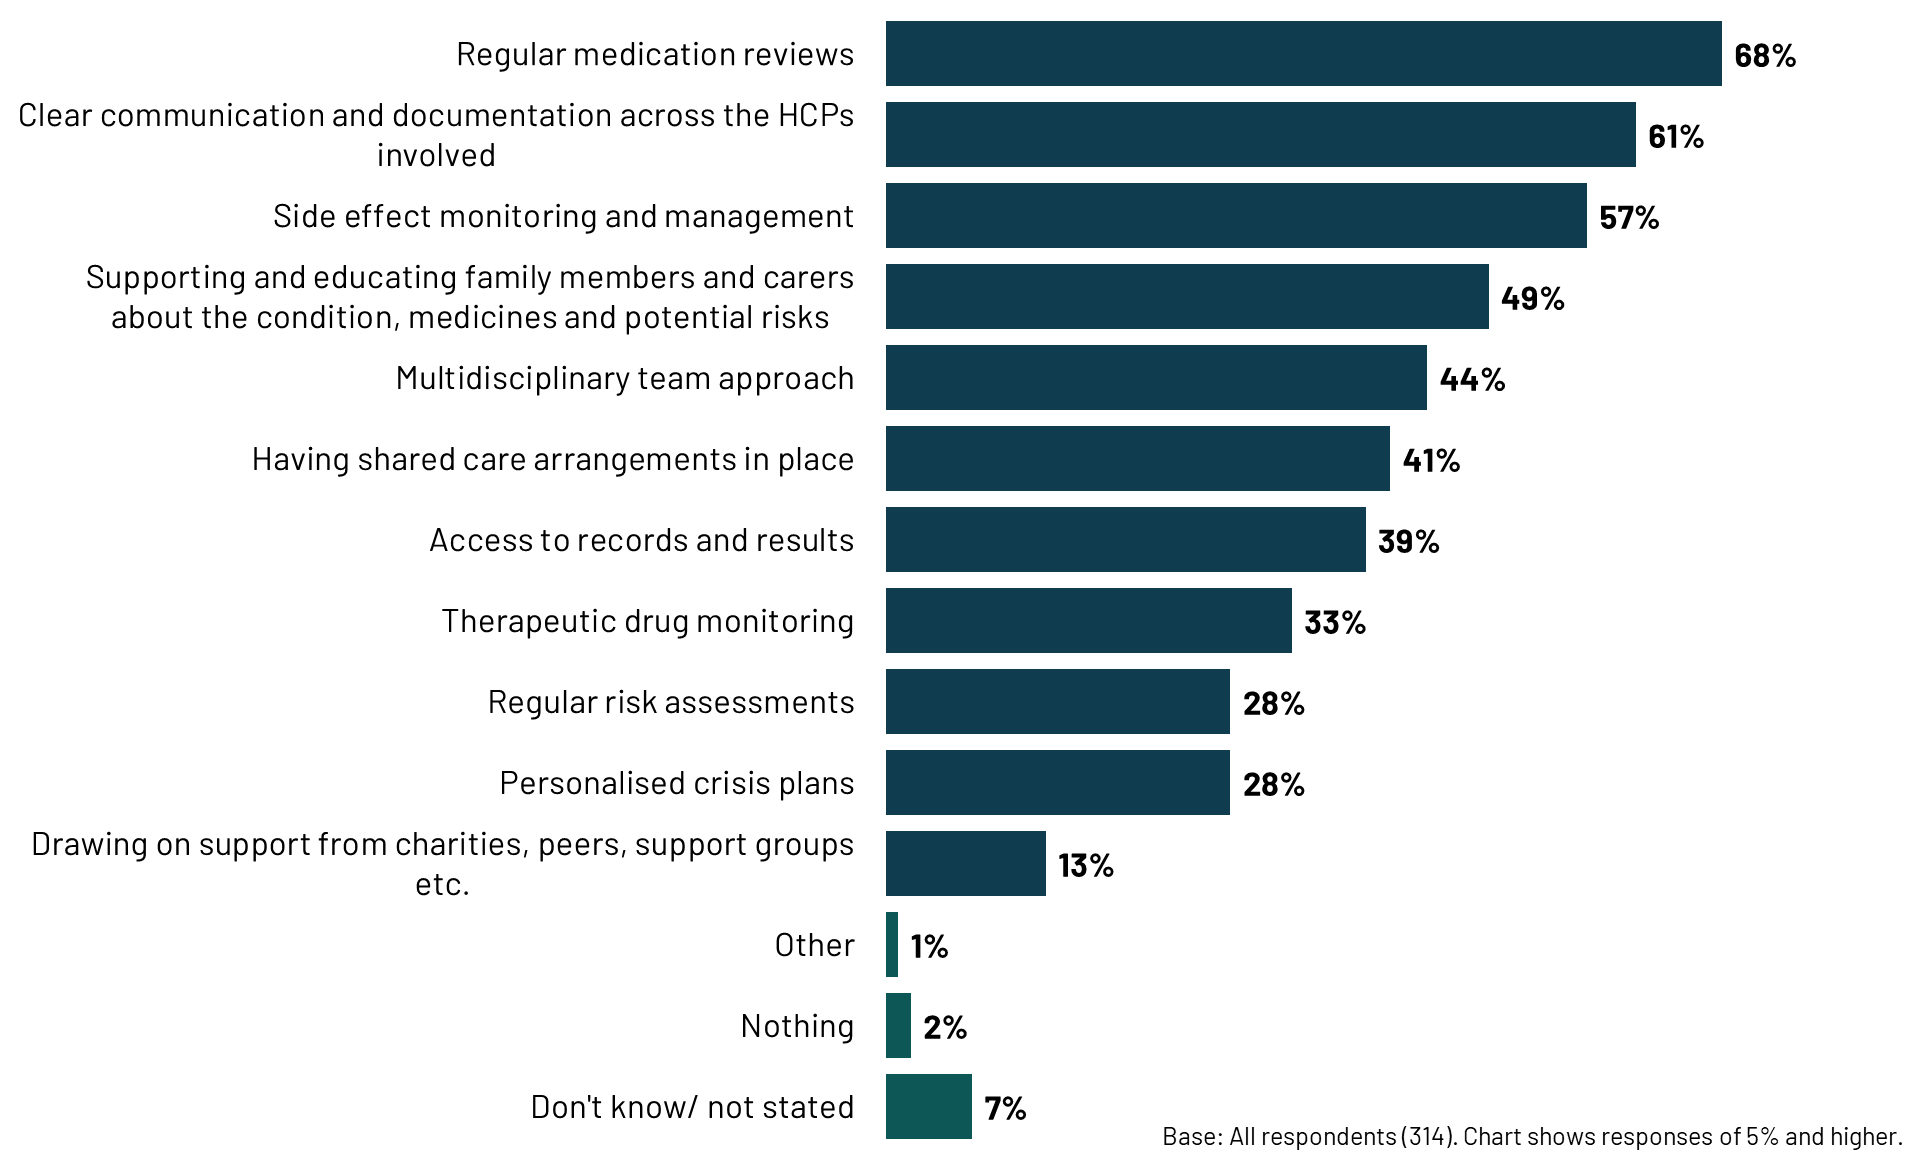 Regular medication reviews 68%
Clear communication and documentation across the HCPs
involved 61%
Side effect monitoring and management 57%
Supporting and educating family members and carers
about the condition, medicines and potential risks 49%
Multidisciplinary team approach 44%
Having shared care arrangements in place 41%
Access to records and results 39%
Therapeutic drug monitoring 33%
Regular risk assessments 28%
Personalised crisis plans 28%
Drawing on support from charities, peers, support groups
etc. 13%
Other 1%
Nothing 2%
Don't know/ not stated 7%
Base: All respondents (314). Chart shows responses of 5% and higher.